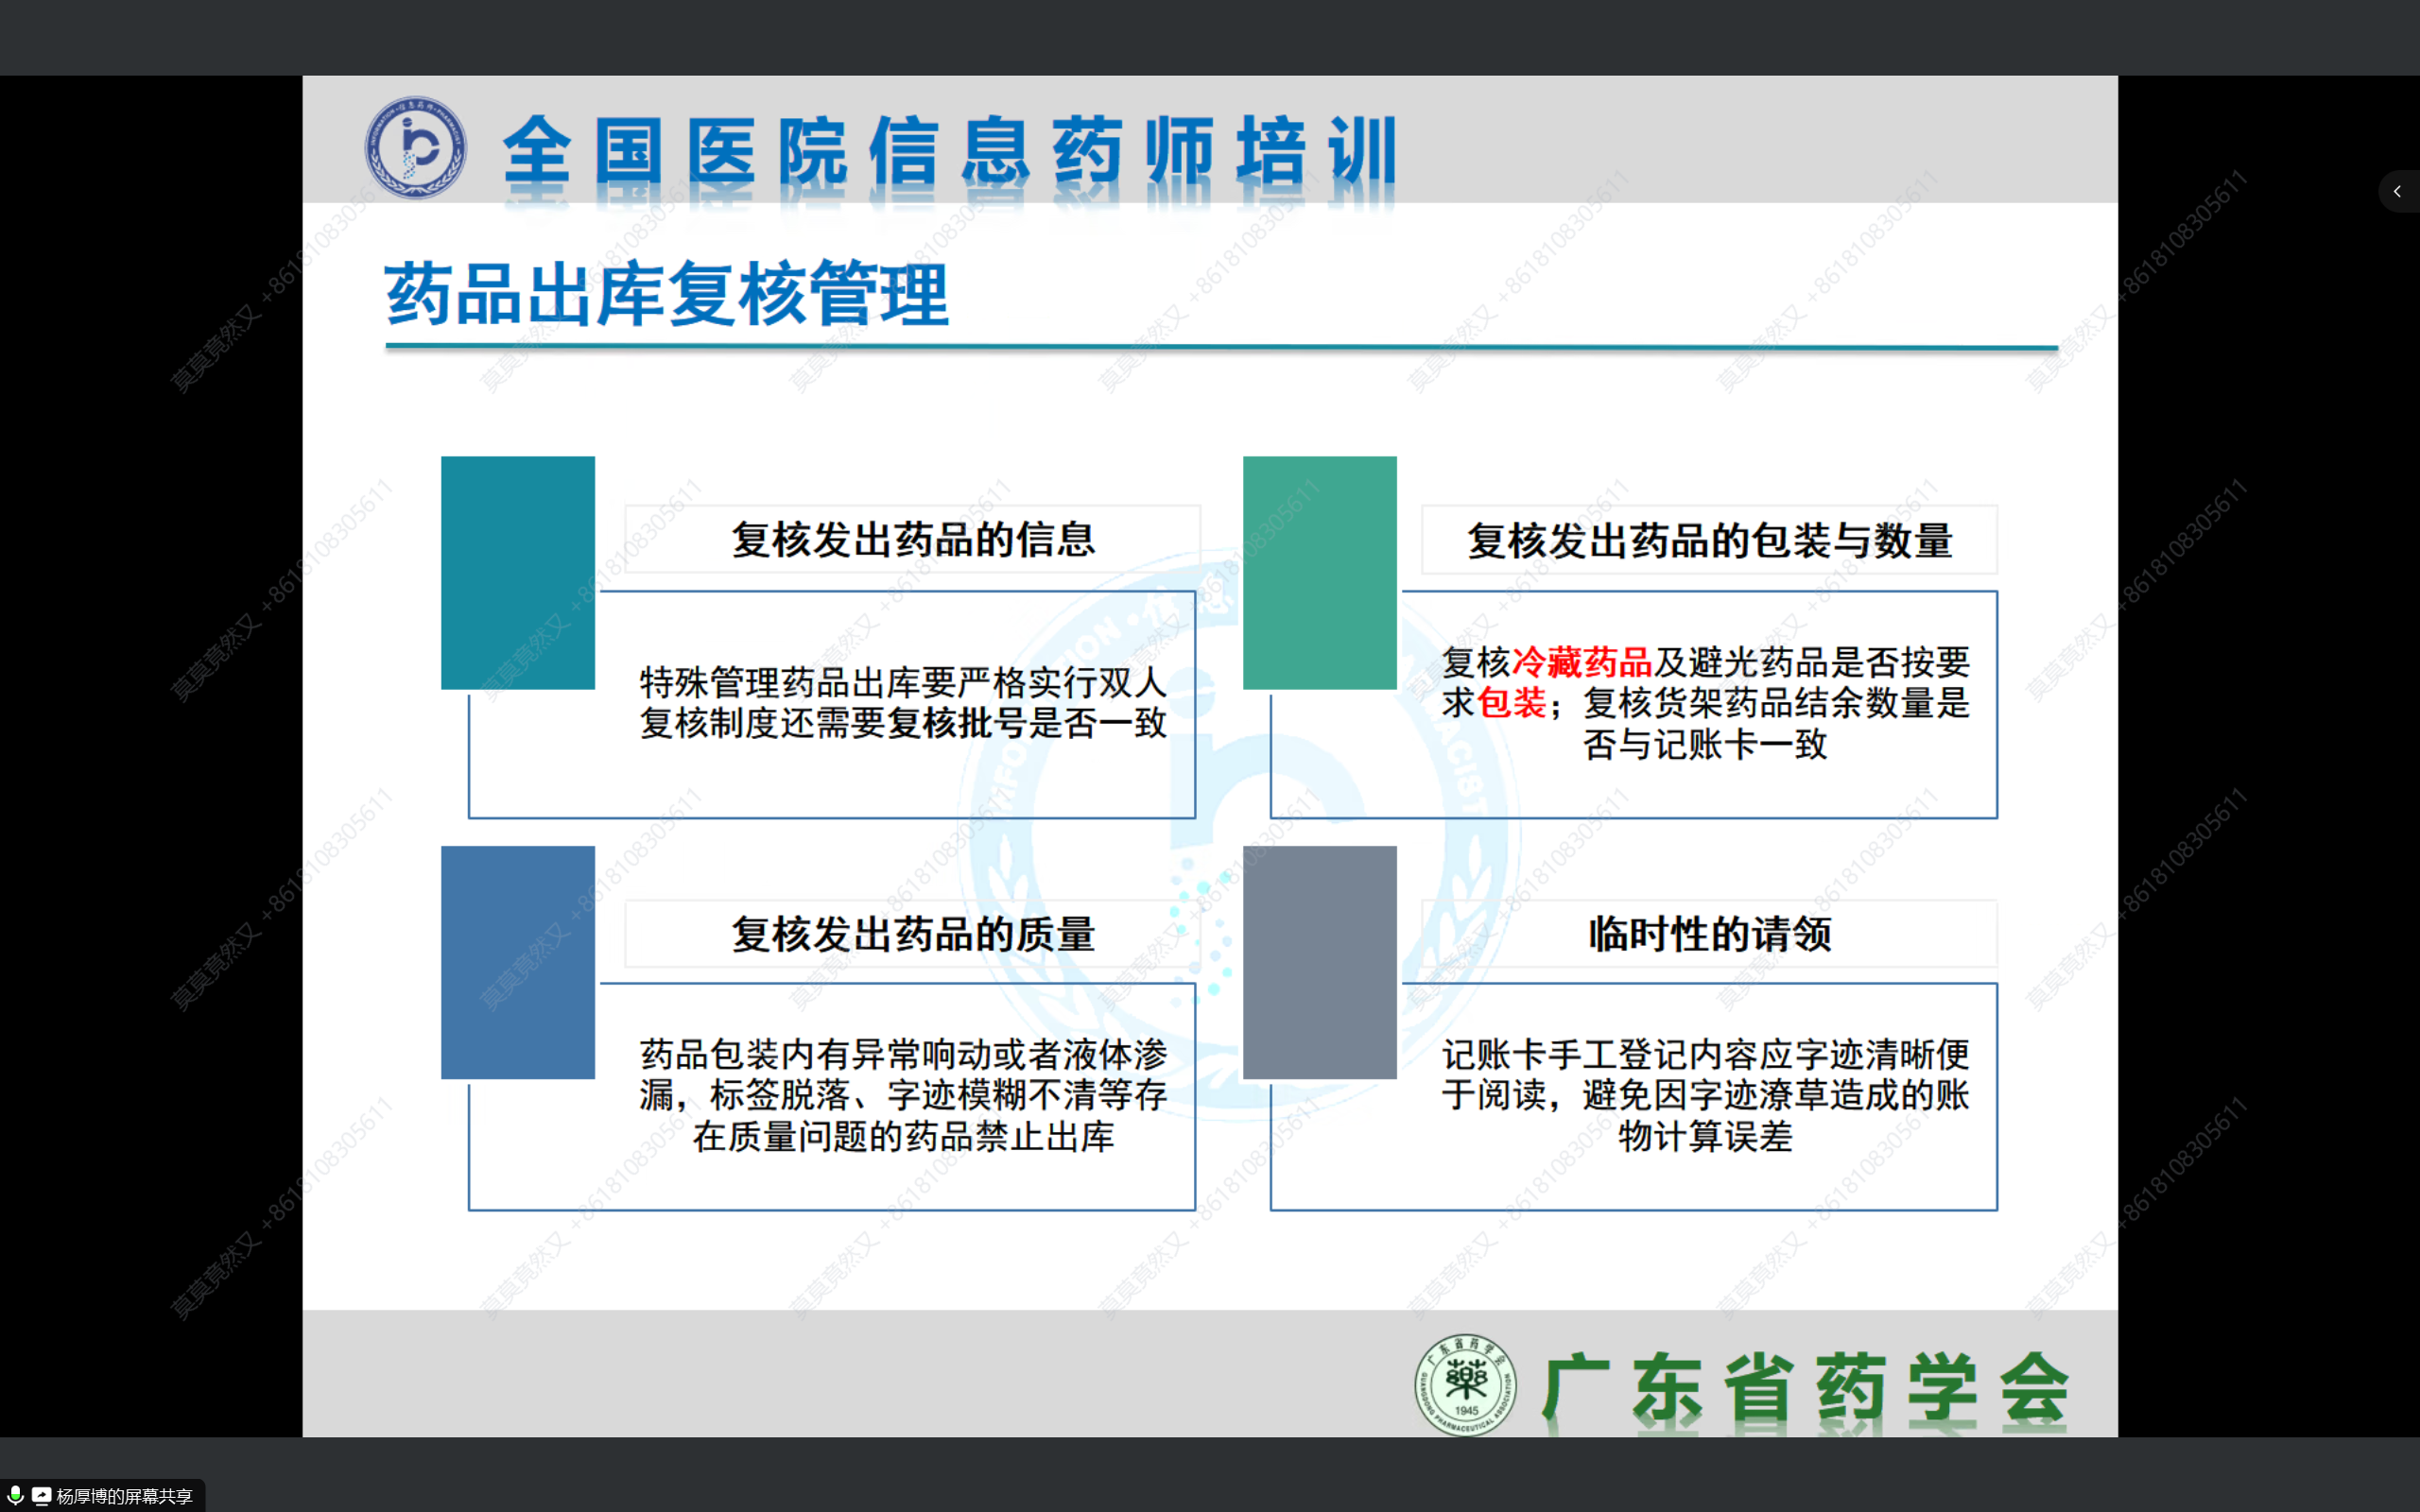 全国医院信息药师培训
药品出库复核管理
复核发出药品的信息
特殊管理药品出库要严格实行双人
复核制度还需要复核批号是否一致
复核发出药品的包装与数量
复核冷藏药品及避光药品是否按要
求包装；复核货架药品结余数量是
否与记账卡一致
复核发出药品的质量
药品包装内有异常响动或者液体渗
漏，标签脱落、字迹模糊不清等存
在质量问题的药品禁止出库
临时性的请领
记账卡手工登记内容应字迹清晰便
于阅读，避免因字迹潦草造成的账
物计算误差
广东省药学会
GUANGDONG PHARMACEUTICAL ASSOCIATION
1945
广东省药学会
莫莫竟然又 +8618108305611
杨厚博的屏幕共享